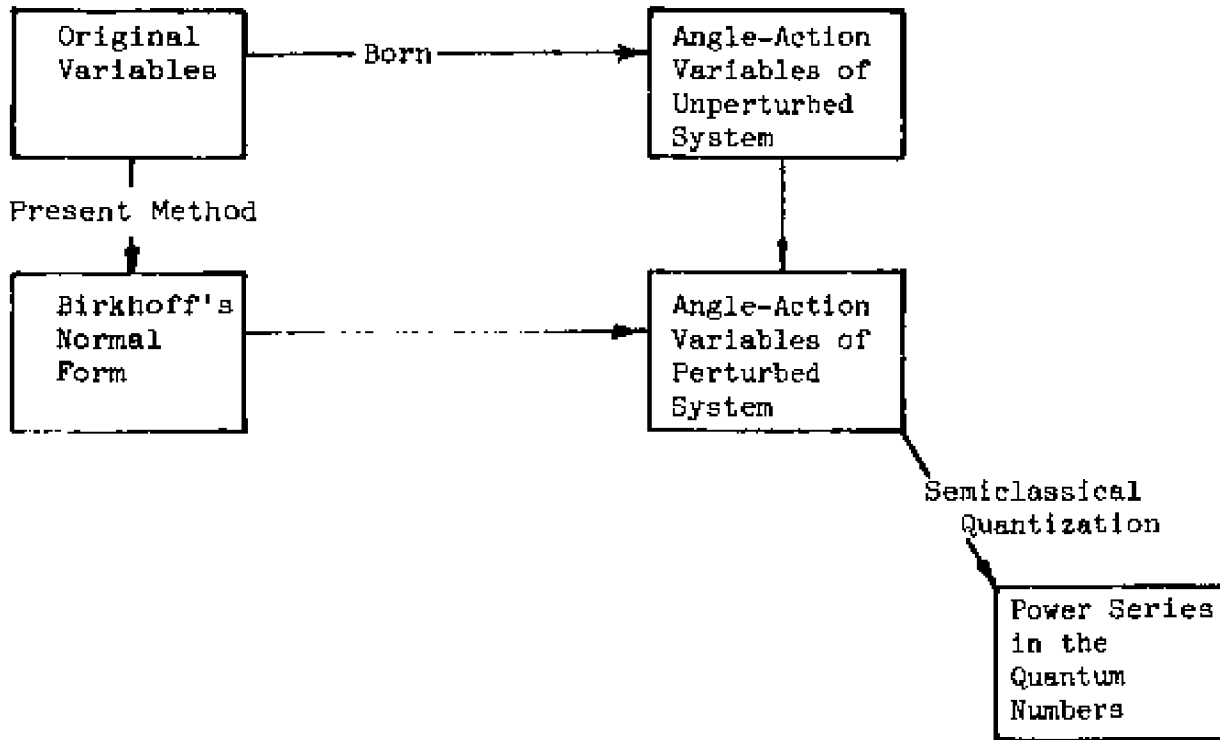 Original
Variables
Born
Angle-Action
Variables of
Unperturbed
System
Present Method
Birkhoff's
Normal
Form
Angle-Action
Variables of
Perturbed
System
Semiclassical
Quantization
Power Series
in the
Quantum
Numbers